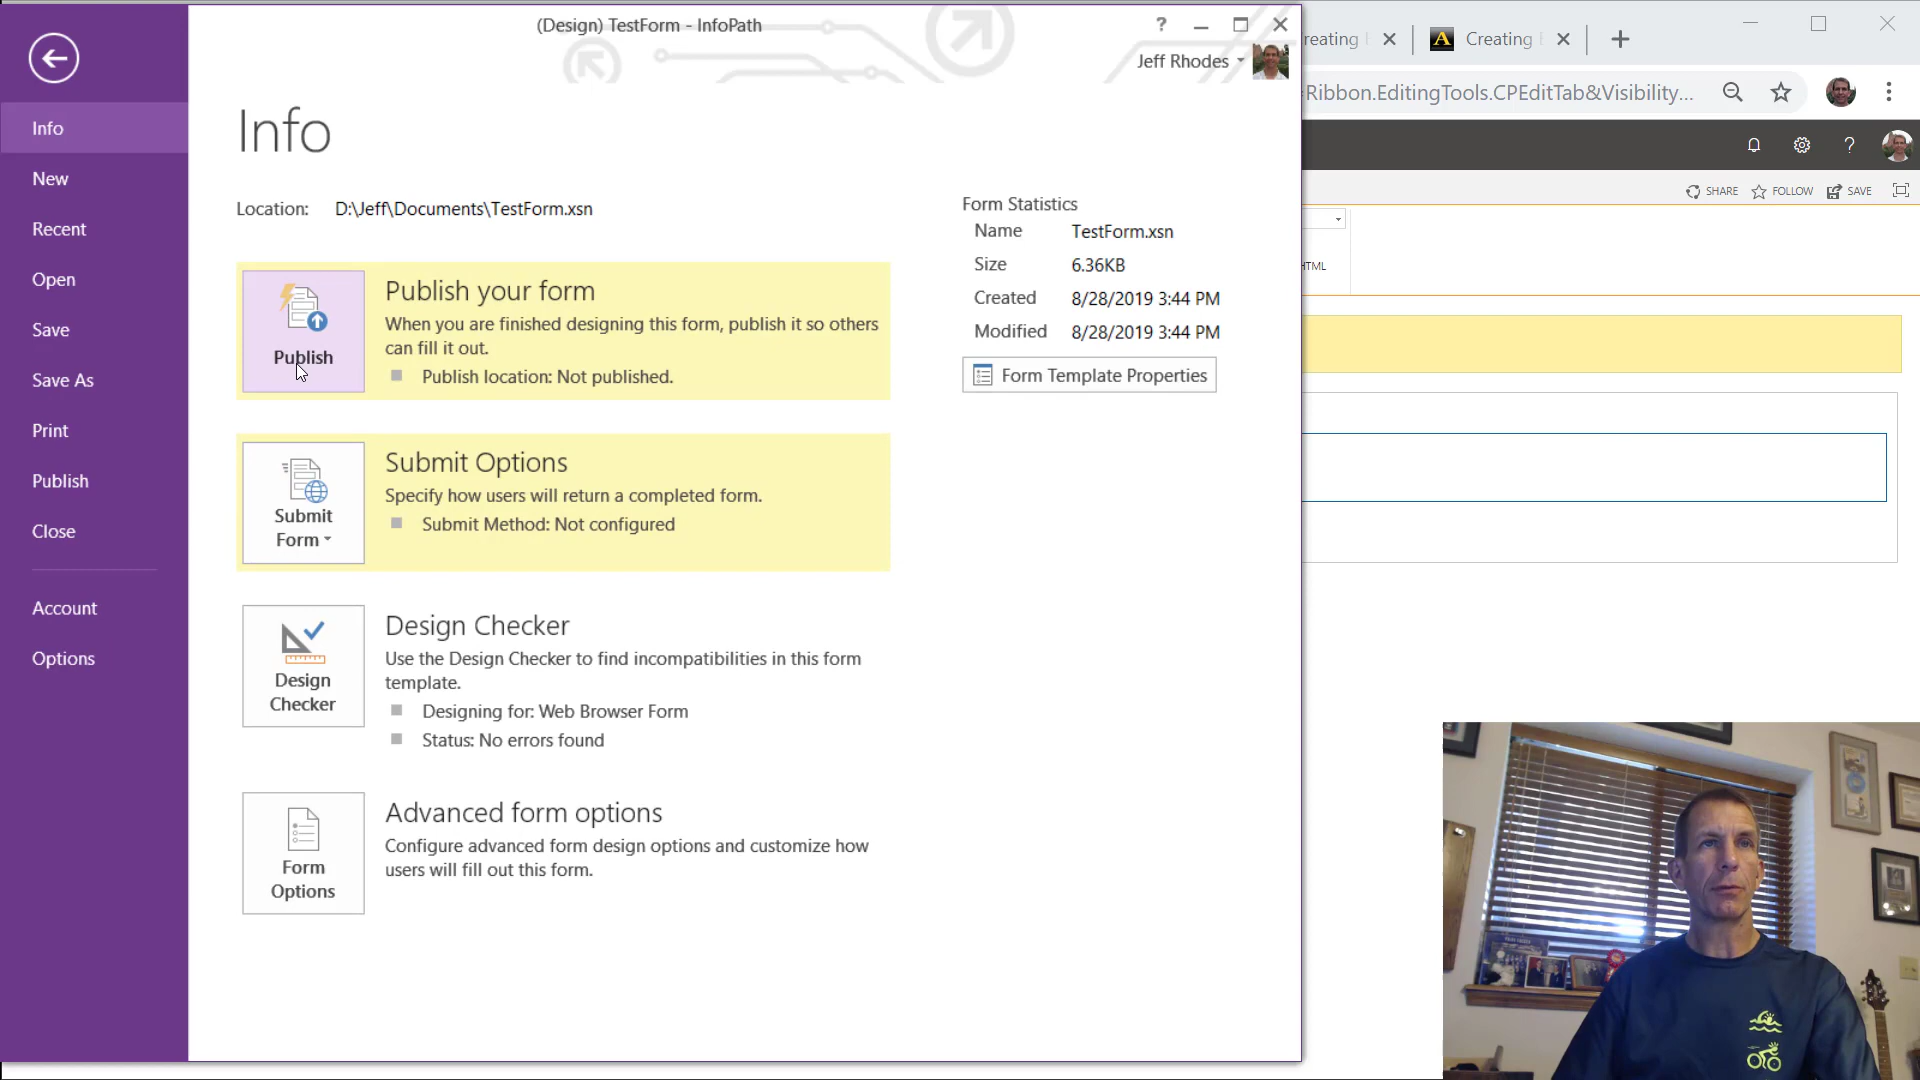 (Design) TestForm - InfoPath
?
Jeff Rhodes
Info
New
Recent
Open
Save
Save As
Print
Publish
Close
Account
Options
Info
Location: D:\Jeff\Documents\TestForm.xsn
Publish
Publish your form
When you are finished designing this form, publish it so others
can fill it out.
Publish location: Not published.
Submit
Form
Submit Options
Specify how users will return a completed form.
Submit Method: Not configured
Design
Checker
Design Checker
Use the Design Checker to find incompatibilities in this form
template.
Designing for: Web Browser Form
Status: No errors found
Form
Options
Advanced form options
Configure advanced form design options and customize how
users will fill out this form.
Form Statistics
Name TestForm.xsn
Size 6.36KB
Created 8/28/2019 3:44 PM
Modified 8/28/2019 3:44 PM
Form Template Properties
reating
A Creating
Ribbon.EditingTools.CPEditTab&Visibility...
?
SHARE FOLLOW SAVE
HTML